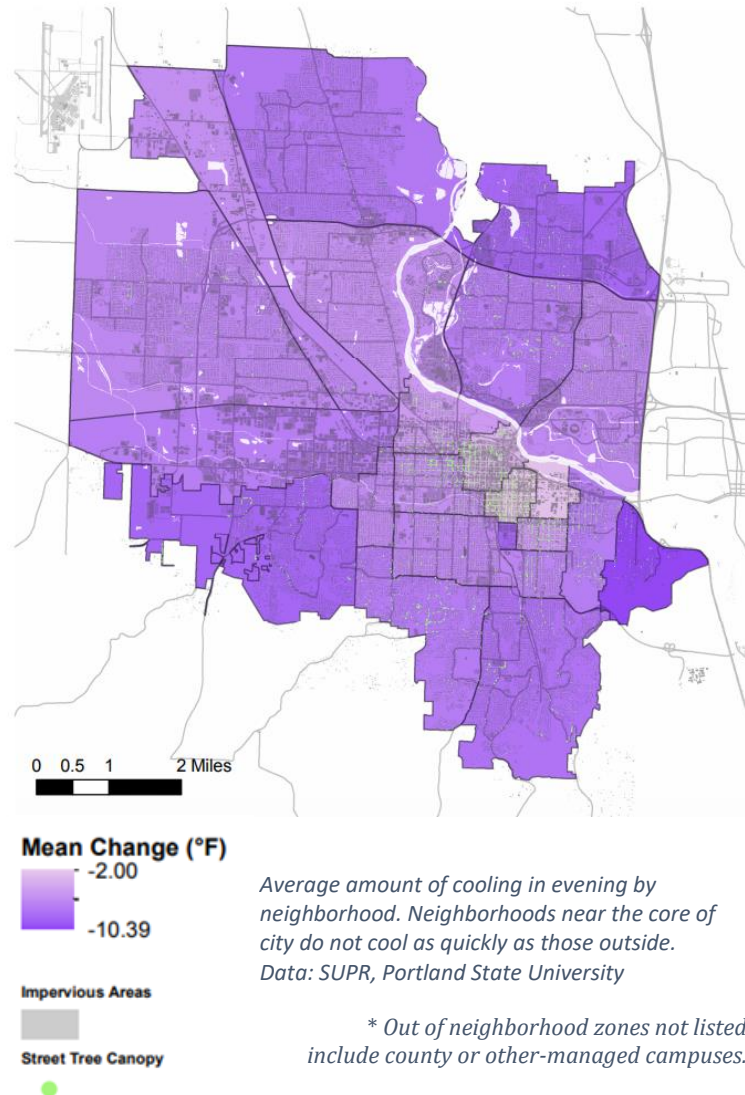 0 0.5 1 2 Miles
Mean Change (°F)
-2.00
-10.39
Average amount of cooling in evening by
neighborhood. Neighborhoods near the core of
city do not cool as quickly as those outside.
Data: SUPR, Portland State University
Impervious Areas
* Out of neighborhood zones not listed
include county or other-managed campuses.
Street Tree Canopy